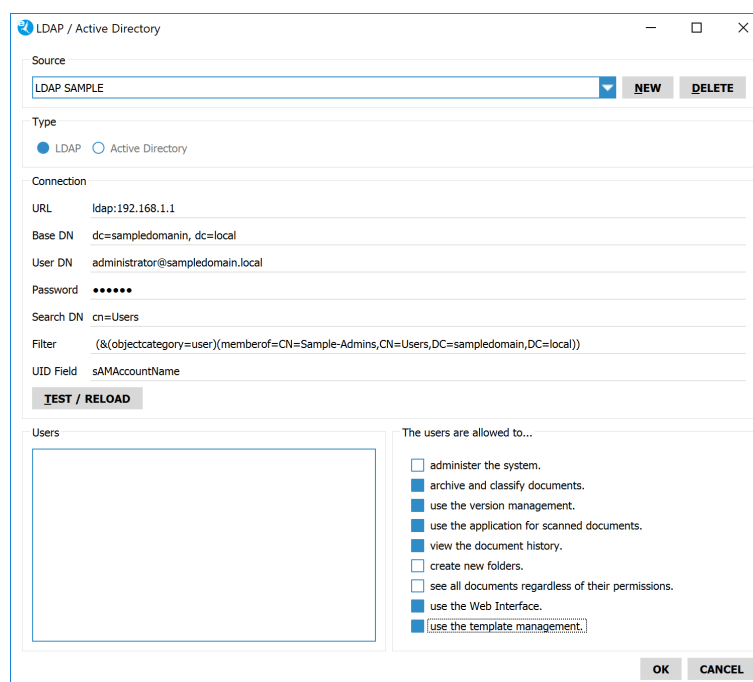 LDAP / Active Directory
Source
LDAP SAMPLE
NEW
DELETE
Type
LDAP
Active Directory
Connection
URL ldap:192.168.1.1
Base DN dc=sampledomanin, dc=local
User DN administrator@sampledomain.local
Password ●●●●●●
Search DN cn=Users
Filter (&(objectcategory=user)(memberof=CN=Sample-Admins,CN=Users,DC=sampledomain,DC=local))
UID Field sAMAccountName
TEST / RELOAD
Users
The users are allowed to...
administer the system.
archive and classify documents.
use the version management.
use the application for scanned documents.
view the document history.
create new folders.
see all documents regardless of their permissions.
use the Web Interface.
use the template management.
OK
CANCEL